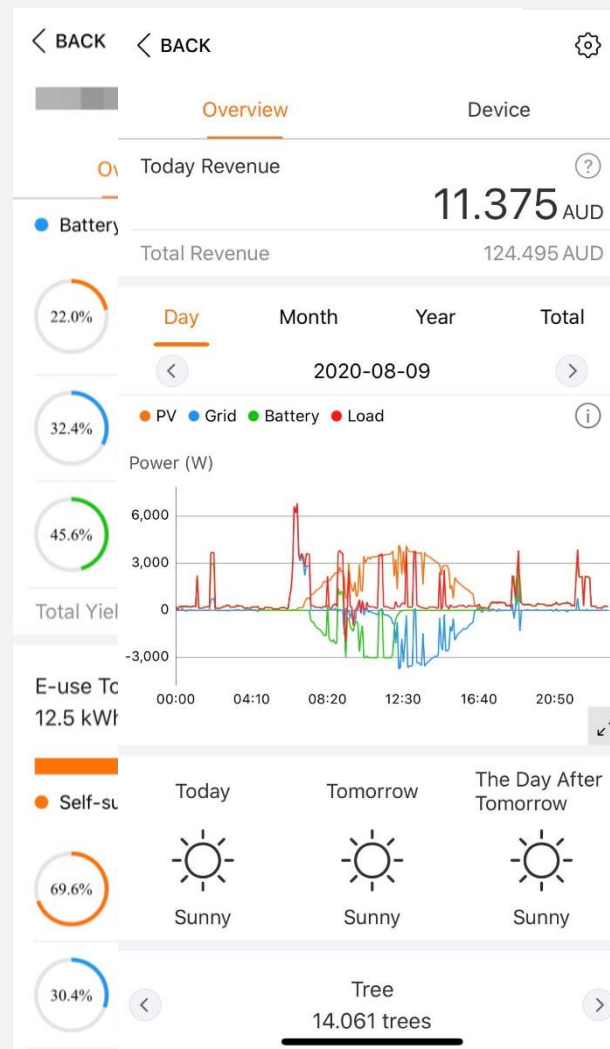 BACK
Ov
Battery
22.0%
32.4%
45.6%
Total Yiel
E-use To
12.5 kWh
Self-su
69.6%
30.4%
BACK
Overview
Device
Today Revenue
?
11.375 AUD
Total Revenue
124.495 AUD
Day
Month
Year
Total
2020-08-09
PV
Grid
Battery
Load
i
Power (W)
6,000
3,000
0
-3,000
00:00
04:10
08:20
12:30
16:40
20:50
Today
Tomorrow
The Day After
Tomorrow
Sunny
Sunny
Sunny
Tree
14.061 trees